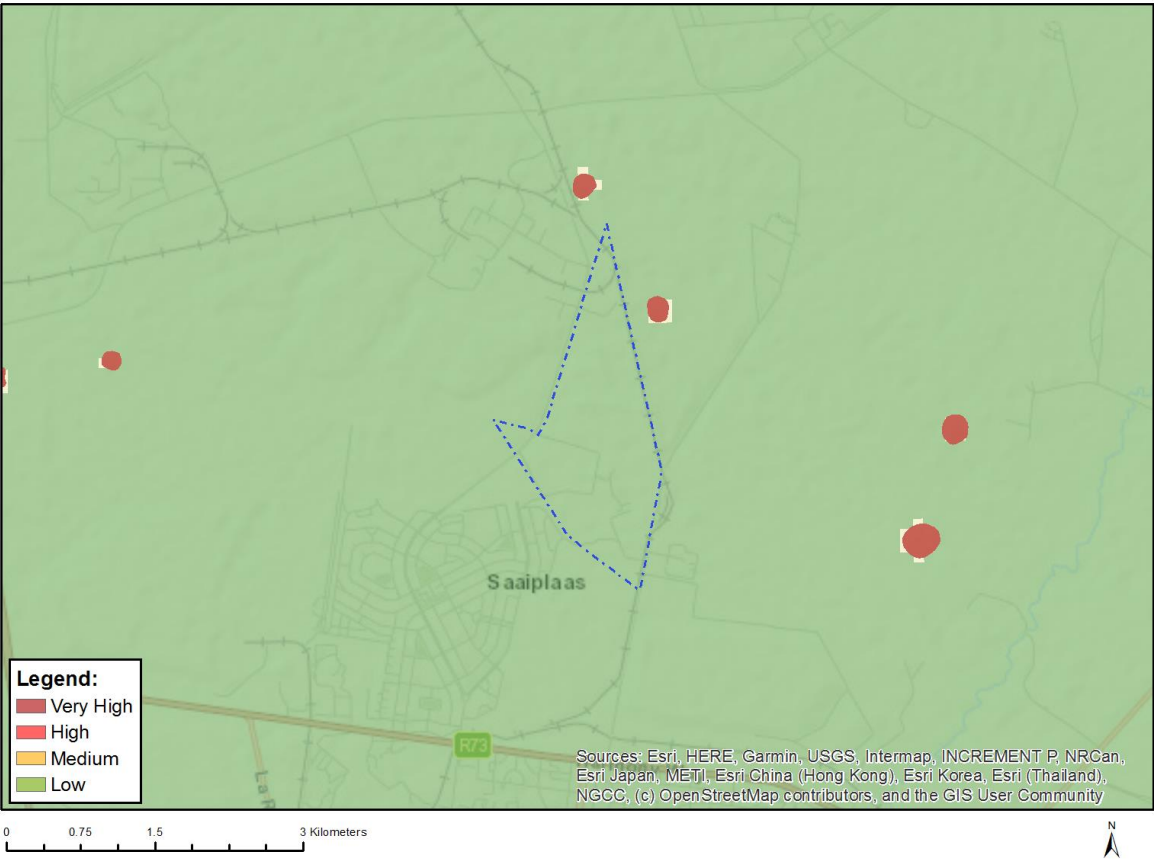 Saaiplaas
Legend:
Very High
High
Medium
Low
R73
La R
Sources: Esri, HERE, Garmin, USGS, Intermap, INCREMENT P, NRCan,
Esri Japan, METI, Esri China (Hong Kong), Esri Korea, Esri (Thailand),
NGCC, (c) OpenStreetMap contributors, and the GIS User Community
0 0.75 1.5 3 Kilometers
N